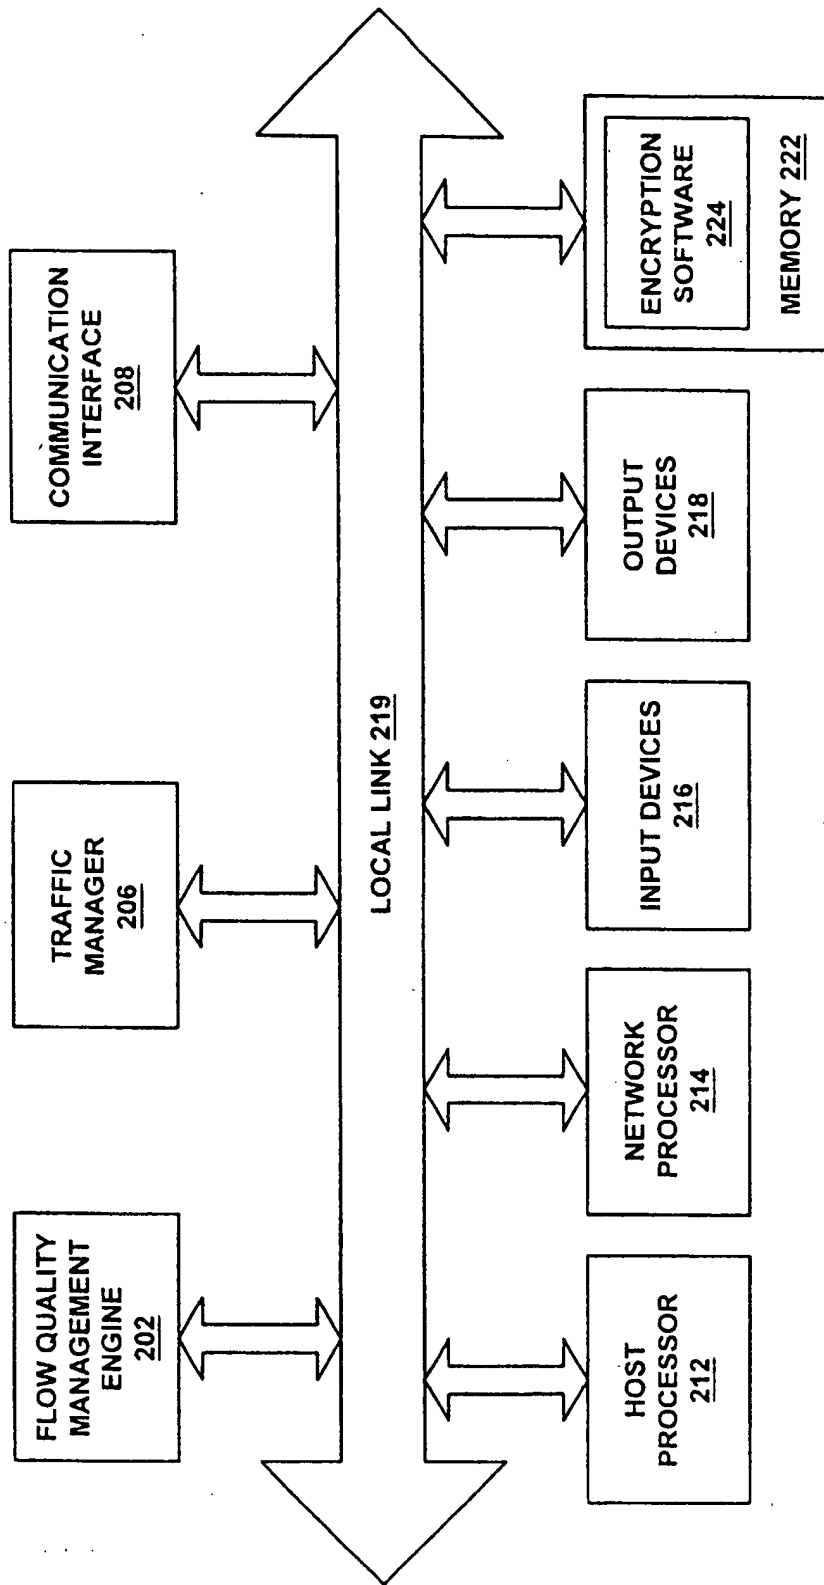 FLOW QUALITY
MANAGEMENT
ENGINE
202
TRAFFIC
MANAGER
206
COMMUNICATION
INTERFACE
208
LOCAL LINK 219
HOST
PROCESSOR
212
NETWORK
PROCESSOR
214
INPUT DEVICES
216
OUTPUT
DEVICES
218
ENCRYPTION
SOFTWARE
224
MEMORY 222